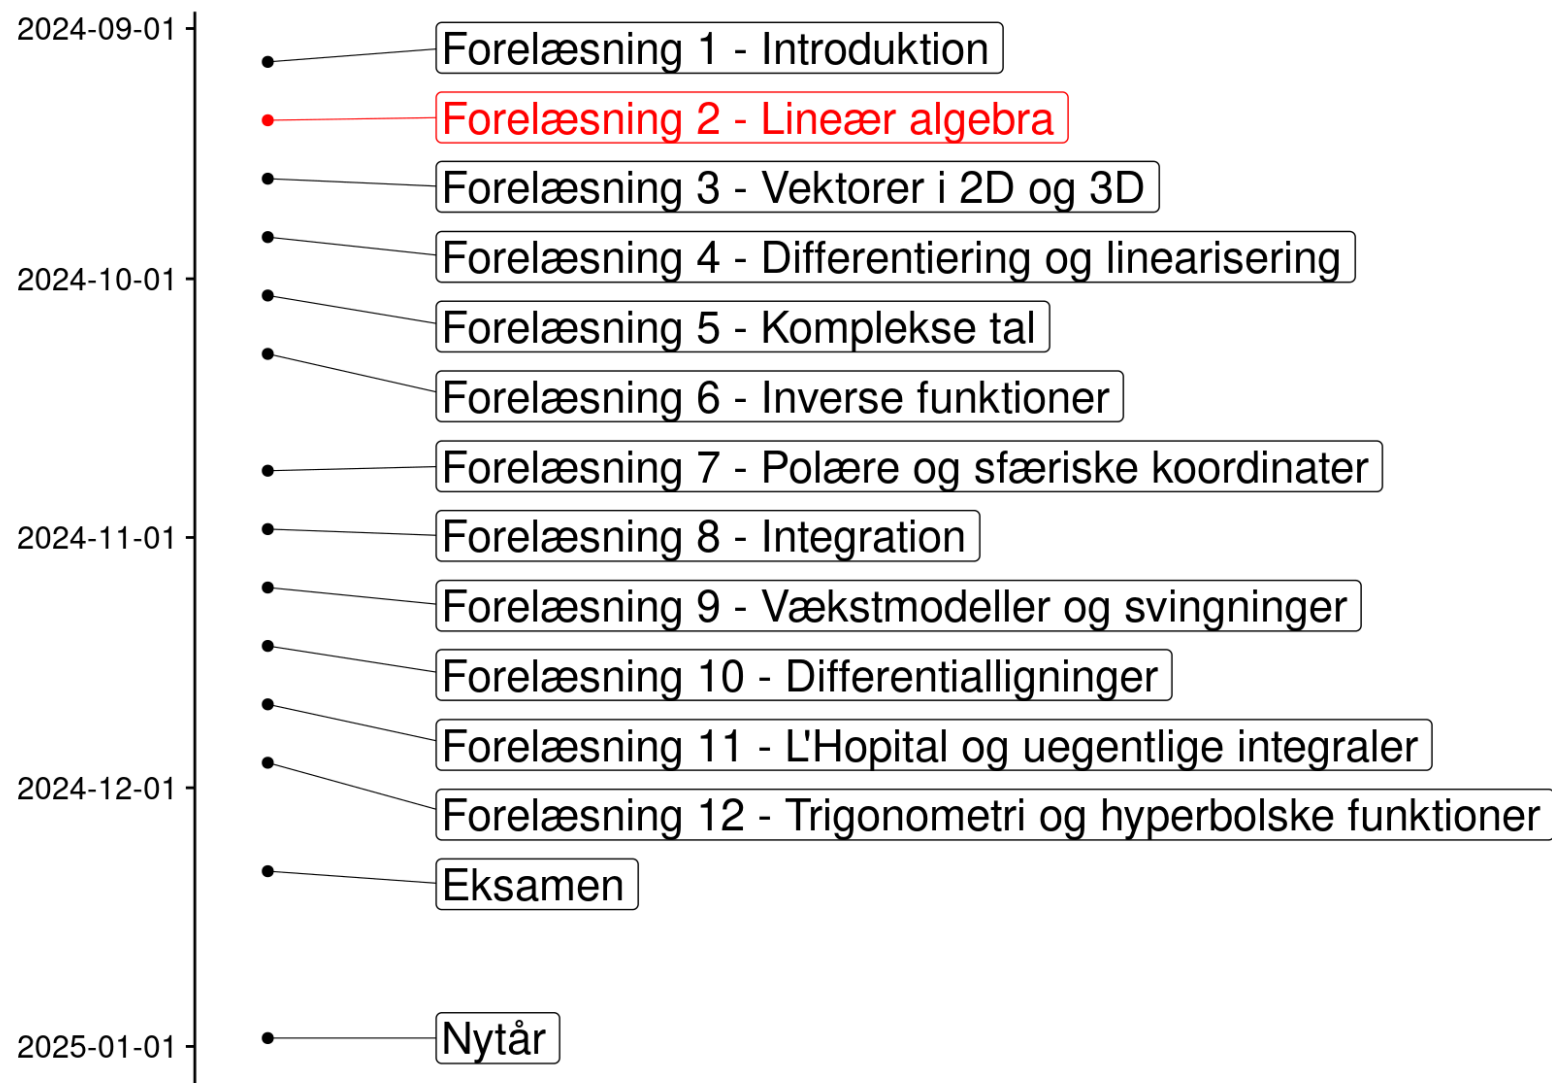 2024-09-01
Forelæsning 1 - Introduktion
Forelæsning 2 - Lineær algebra
Forelæsning 3 - Vektorer i 2D og 3D
Forelæsning 4 - Differentiering og linearisering
2024-10-01
Forelæsning 5 - Komplekse tal
Forelæsning 6 - Inverse funktioner
Forelæsning 7 - Polære og sfæriske koordinater
2024-11-01
Forelæsning 8 - Integration
Forelæsning 9 - Vækstmodeller og svingninger
Forelæsning 10 - Differentialligninger
Forelæsning 11 - L'Hopital og uegentlige integraler
2024-12-01
Forelæsning 12 - Trigonometri og hyperbolske funktioner
Eksamen
Nytår
2025-01-01